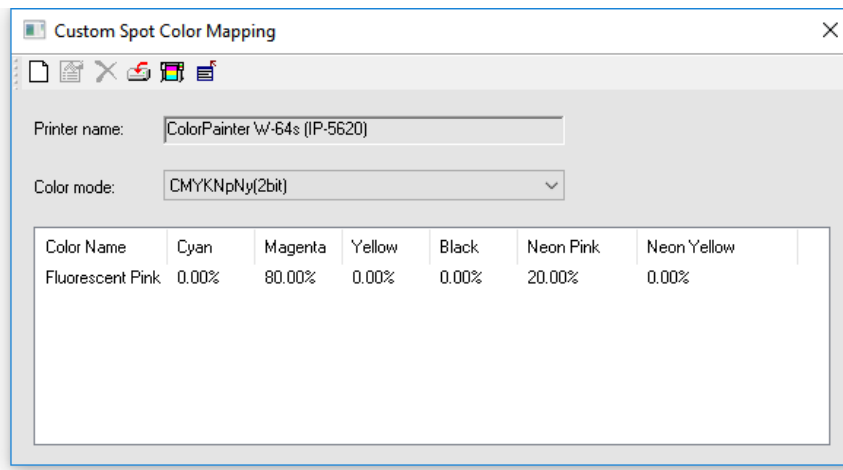 Custom Spot Color Mapping
Printer name: ColorPainter W-64s (IP-5620)
Color mode: CMYKNpNy(2bit)
Color Name Cyan Magenta Yellow Black Neon Pink Neon Yellow
Fluorescent Pink 0.00% 80.00% 0.00% 0.00% 20.00% 0.00%